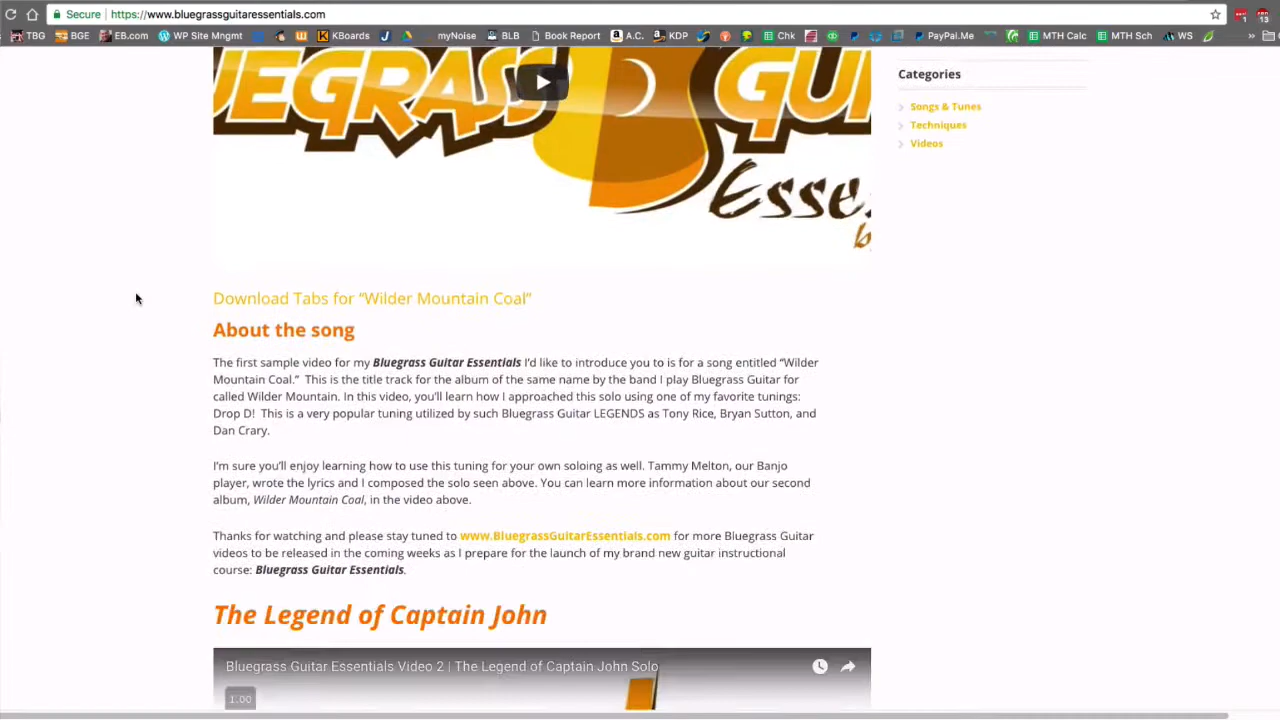 Secure https://www.bluegrassguitaressentials.com
TBG BGE EB.com WP Site Mngmt KBoards myNoise BLB Book Report A.C. KDP Chk PayPal.Me MTH Calc MTH Sch WS »
1 13
UEGRASS GUI
Esse
Categories
Songs & Tunes
Techniques
Videos
Download Tabs for “Wilder Mountain Coal”
About the song
The first sample video for my Bluegrass Guitar Essentials I’d like to introduce you to is for a song entitled “Wilder
Mountain Coal.” This is the title track for the album of the same name by the band I play Bluegrass Guitar for
called Wilder Mountain. In this video, you’ll learn how I approached this solo using one of my favorite tunings:
Drop D! This is a very popular tuning utilized by such Bluegrass Guitar LEGENDS as Tony Rice, Bryan Sutton, and
Dan Crary.
I’m sure you’ll enjoy learning how to use this tuning for your own soloing as well. Tammy Melton, our Banjo
player, wrote the lyrics and I composed the solo seen above. You can learn more information about our second
album, Wilder Mountain Coal, in the video above.
Thanks for watching and please stay tuned to www.BluegrassGuitarEssentials.com for more Bluegrass Guitar
videos to be released in the coming weeks as I prepare for the launch of my brand new guitar instructional
course: Bluegrass Guitar Essentials.
The Legend of Captain John
Bluegrass Guitar Essentials Video 2 | The Legend of Captain John Solo
1:00